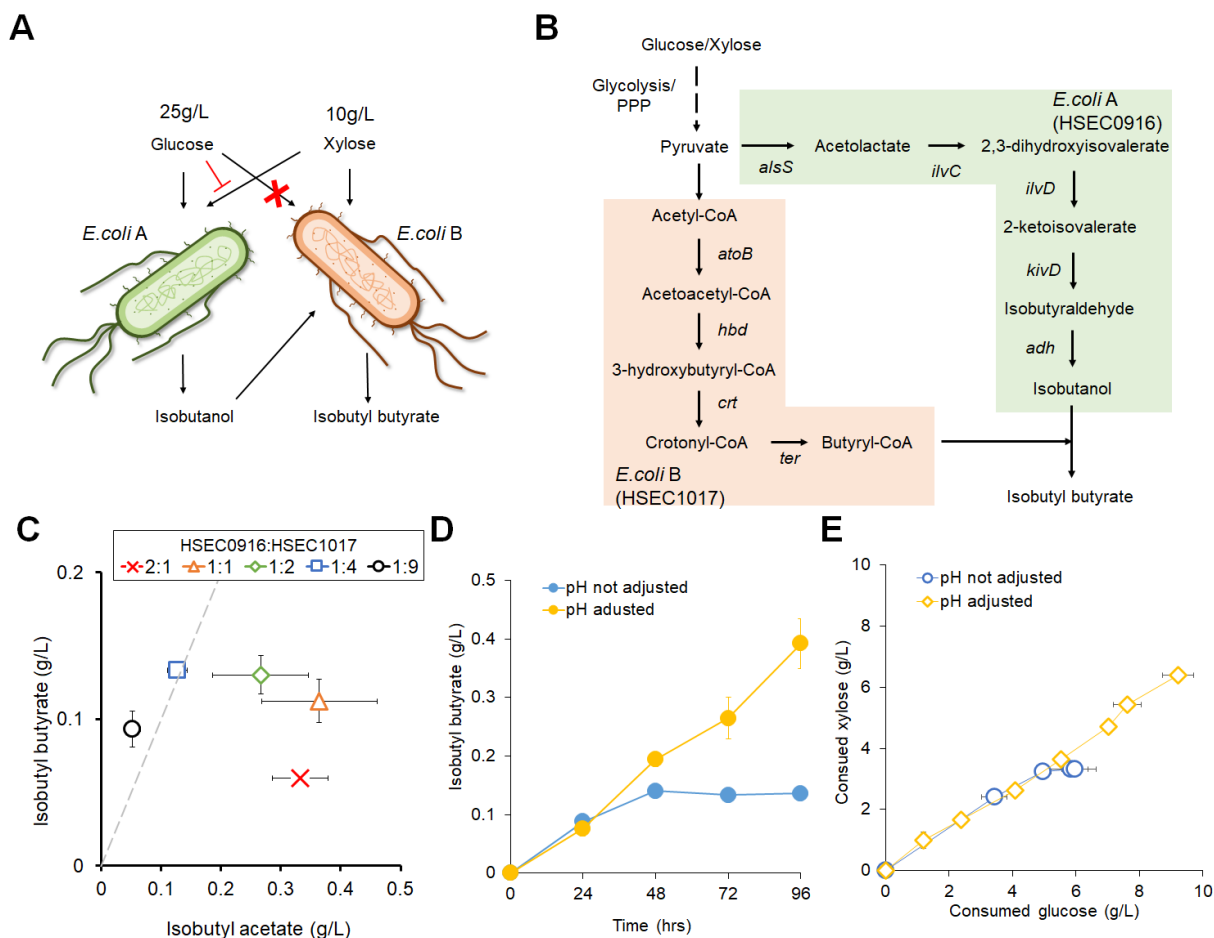 A
25g/L
10g/L
Glucose
Xylose
E.coli A
E.coli B
Isobutanol
Isobutyl butyrate
B
Glucose/Xylose
Glycolysis/
PPP
E.coli A
(HSEC0916)
Pyruvate
alsS
Acetolactate
ilvC
2,3-dihydroxyisovalerate
ilvD
Acetyl-CoA
2-ketoisovalerate
atoB
kivD
Acetoacetyl-CoA
Isobutyraldehyde
hbd
adh
3-hydroxybutyryl-CoA
Isobutanol
crt
Crotonyl-CoA
ter
Butyryl-CoA
E.coli B
(HSEC1017)
Isobutyl butyrate
C
HSEC0916:HSEC1017
2:1 1:1 1:2 1:4 1:9
Isobutyl butyrate (g/L)
0.2
0.1
0
0 0.1 0.2 0.3 0.4 0.5
Isobutyl acetate (g/L)
D
pH not adjusted
pH adusted
Isobutyl butyrate (g/L)
0.5
0.4
0.3
0.2
0.1
0
0 24 48 72 96
Time (hrs)
E
pH not adjusted
pH adjusted
Consued xylose (g/L)
10
8
6
4
2
0
0 2 4 6 8 10
Consumed glucose (g/L)